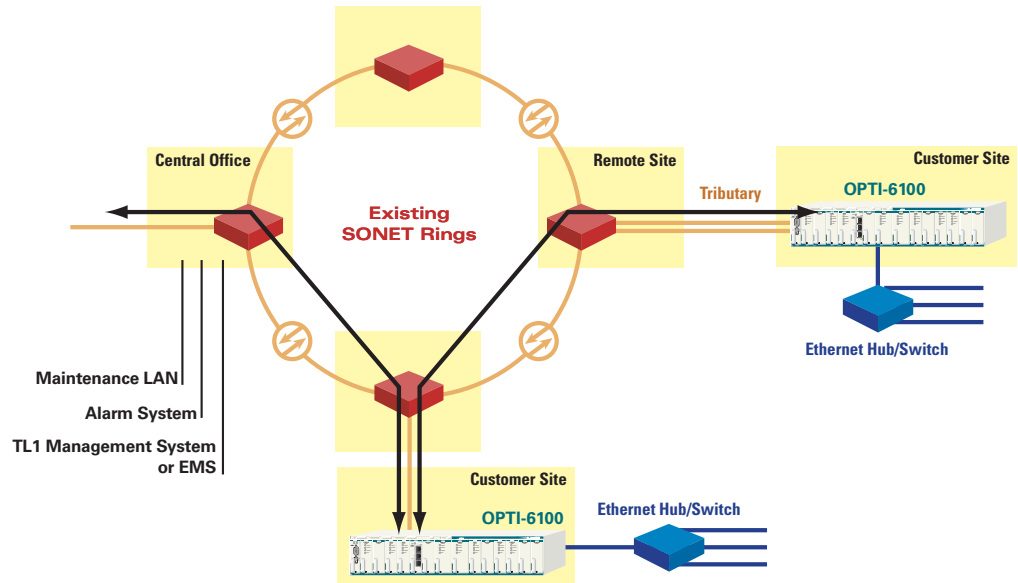 Central Office
Remote Site
Customer Site
OPTI-6100
Tributary
Existing
SONET Rings
Ethernet Hub/Switch
Maintenance LAN
Alarm System
TL1 Management System
or EMS
Customer Site
OPTI-6100
Ethernet Hub/Switch